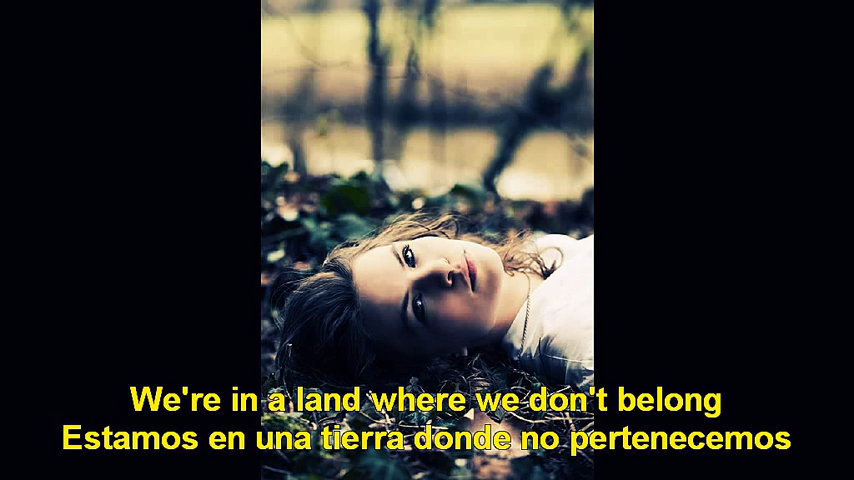 We're in a land where we don't belong
Estamos en una tierra donde no pertenecemos